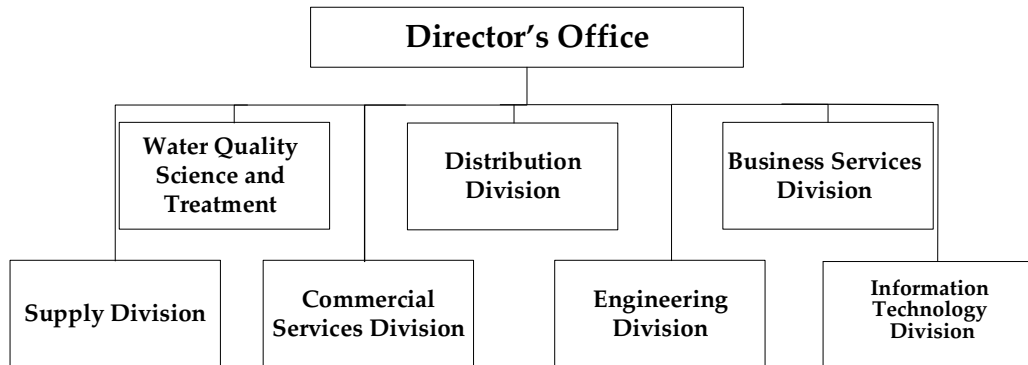 Director’s Office
Water Quality
Science and
Treatment
Distribution
Division
Business Services
Division
Supply Division
Commercial
Services Division
Engineering
Division
Information
Technology
Division